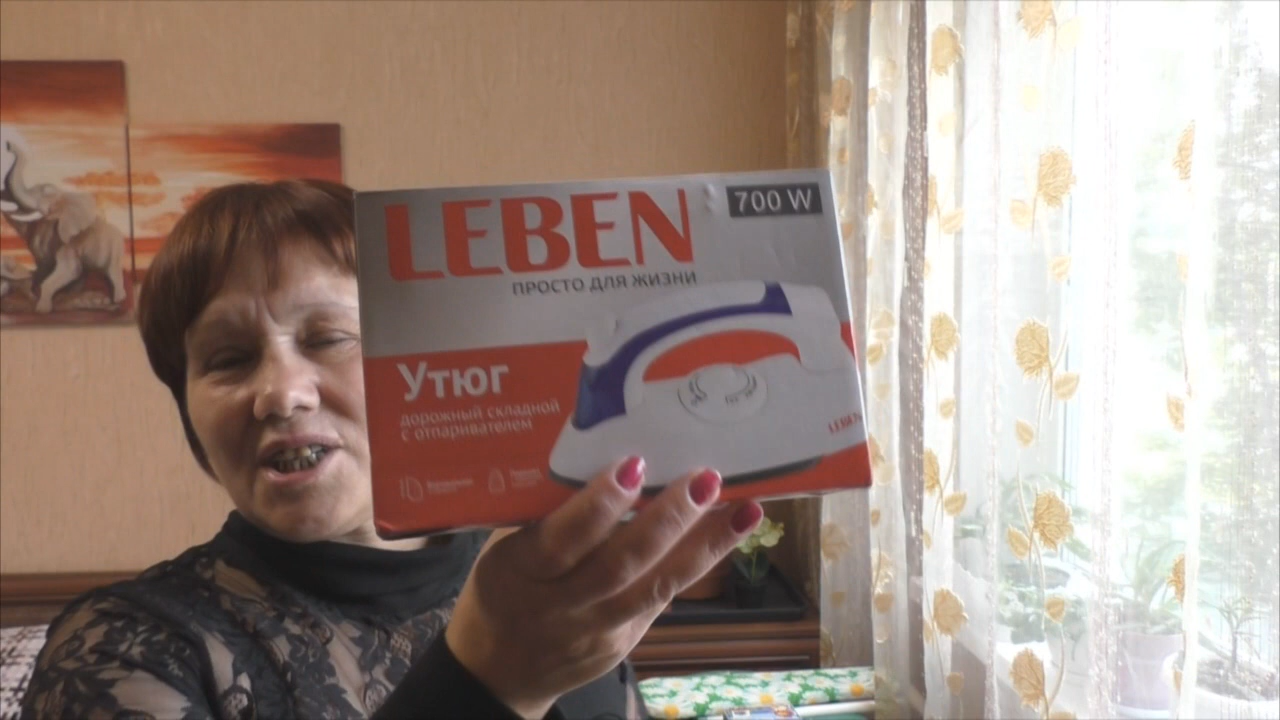 LEBEN
700 W
ПРОСТО ДЛЯ ЖИЗНИ
Утюг
дорожный складной
с отпаривателем
LEBEN